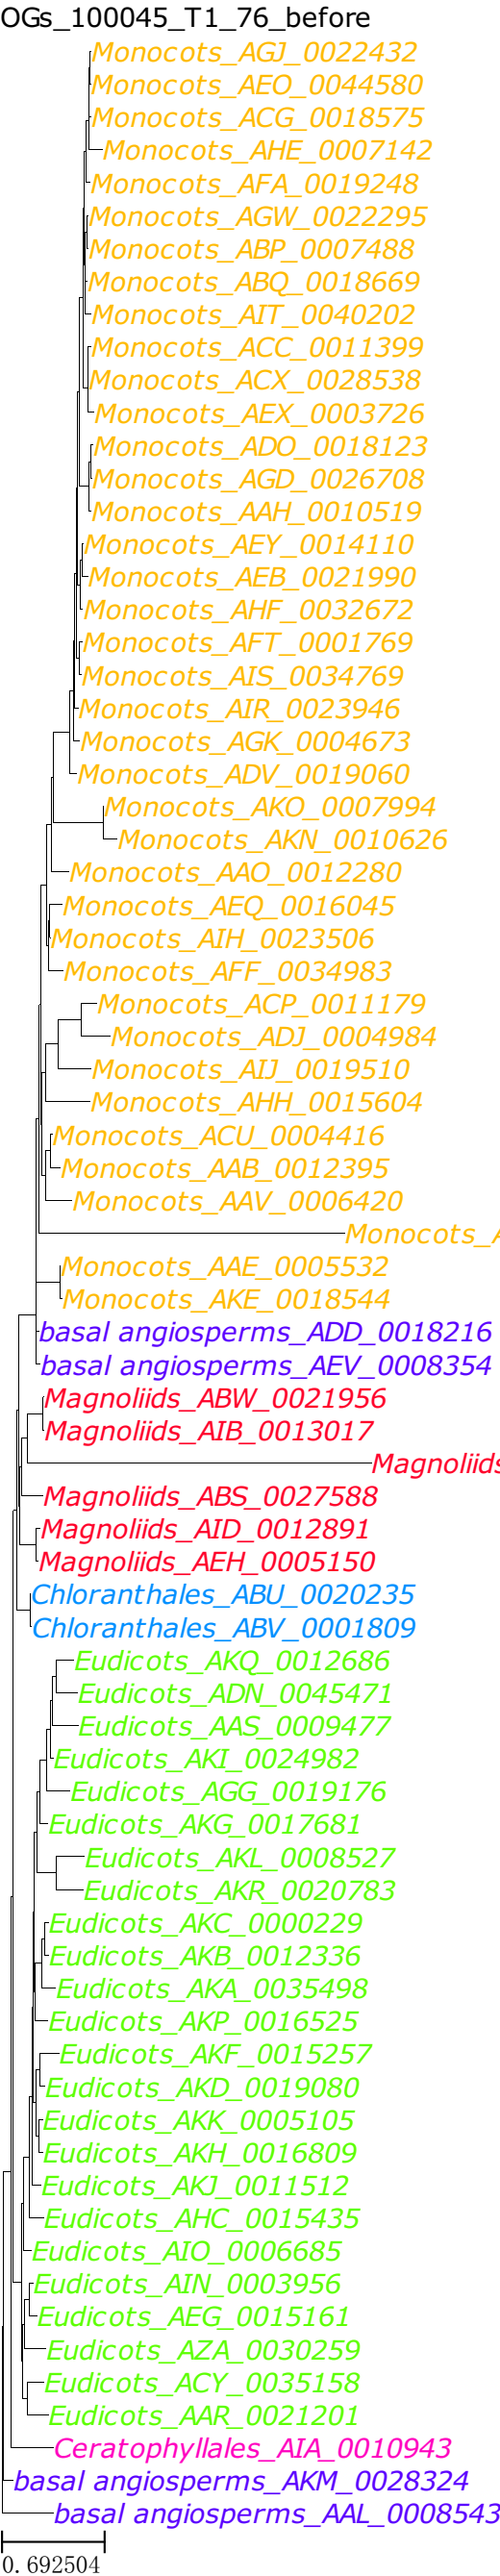 OGs_100045_T1_76_before
Monocots_AGJ_0022432
Monocots_AEO_0044580
Monocots_ACG_0018575
Monocots_AHE_0007142
Monocots_AFA_0019248
Monocots_AGW_0022295
Monocots_ABP_0007488
Monocots_ABQ_0018669
Monocots_AIT_0040202
Monocots_ACC_0011399
Monocots_ACX_0028538
Monocots_AEX_0003726
Monocots_ADO_0018123
Monocots_AGD_0026708
Monocots_AAH_0010519
Monocots_AEY_0014110
Monocots_AEB_0021990
Monocots_AHF_0032672
Monocots_AFT_0001769
Monocots_AIS_0034769
Monocots_AIR_0023946
Monocots_AGK_0004673
Monocots_ADV_0019060
Monocots_AKO_0007994
Monocots_AKN_0010626
Monocots_AAO_0012280
Monocots_AEQ_0016045
Monocots_AIH_0023506
Monocots_AFF_0034983
Monocots_ACP_0011179
Monocots_ADJ_0004984
Monocots_AIJ_0019510
Monocots_AHH_0015604
Monocots_ACU_0004416
Monocots_AAB_0012395
Monocots_AAV_0006420
Monocots_A
Monocots_AAE_0005532
Monocots_AKE_0018544
basal angiosperms_ADD_0018216
basal angiosperms_AEV_0008354
Magnoliids_ABW_0021956
Magnoliids_AIB_0013017
Magnoliids
Magnoliids_ABS_0027588
Magnoliids_AID_0012891
Magnoliids_AEH_0005150
Chloranthales_ABU_0020235
Chloranthales_ABV_0001809
Eudicots_AKQ_0012686
Eudicots_ADN_0045471
Eudicots_AAS_0009477
Eudicots_AKI_0024982
Eudicots_AGG_0019176
Eudicots_AKG_0017681
Eudicots_AKL_0008527
Eudicots_AKR_0020783
Eudicots_AKC_0000229
Eudicots_AKB_0012336
Eudicots_AKA_0035498
Eudicots_AKP_0016525
Eudicots_AKF_0015257
Eudicots_AKD_0019080
Eudicots_AKK_0005105
Eudicots_AKH_0016809
Eudicots_AKJ_0011512
Eudicots_AHC_0015435
Eudicots_AIO_0006685
Eudicots_AIN_0003956
Eudicots_AEG_0015161
Eudicots_AZA_0030259
Eudicots_ACY_0035158
Eudicots_AAR_0021201
Ceratophyllales_AIA_0010943
basal angiosperms_AKM_0028324
basal angiosperms_AAL_0008543
0.692504